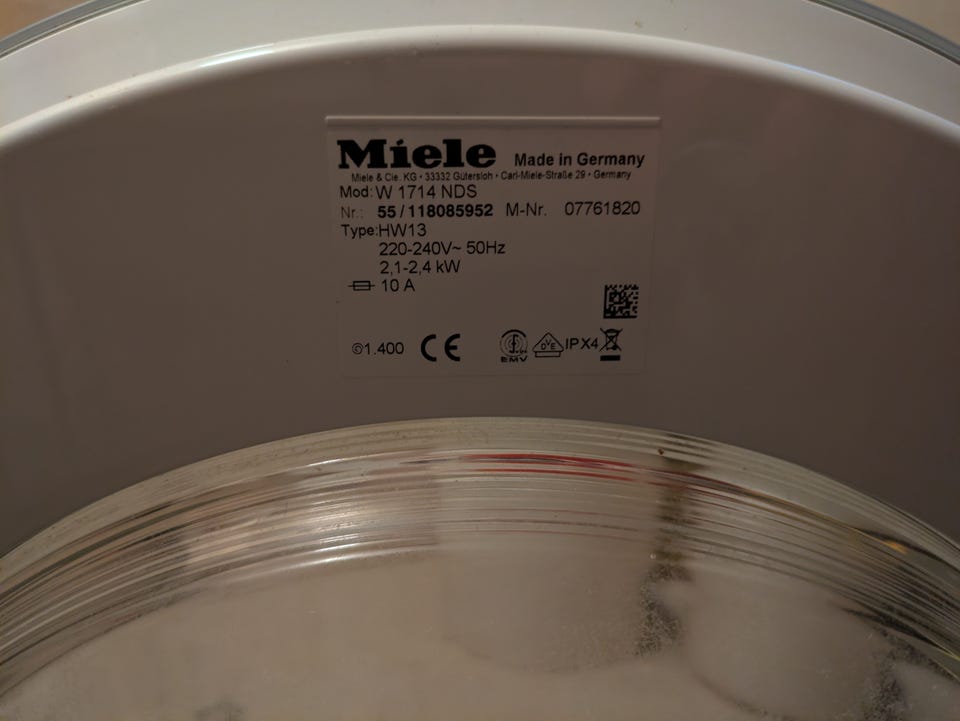 Miele Made in Germany
Miele & Cie. KG • 33332 Gütersloh • Carl-Miele-Straße 29 • Germany
Mod: W 1714 NDS
Nr.: 55 / 118085952 M-Nr. 07761820
Type: HW13
220-240V~ 50Hz
2,1-2,4 kW
10 A
1.400 CE EMV DVE IPX4